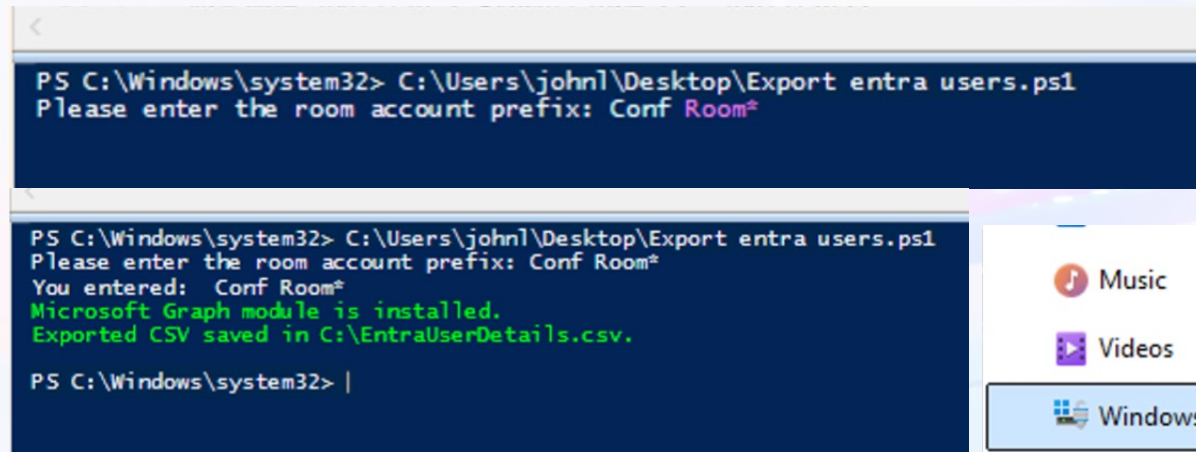 PS C:\Windows\system32> C:\Users\johnl\Desktop\Export entra users.ps1
Please enter the room account prefix: Conf Room*
PS C:\Windows\system32> C:\Users\johnl\Desktop\Export entra users.ps1
Please enter the room account prefix: Conf Room*
You entered:  Conf Room*
Microsoft Graph module is installed.
Exported CSV saved in C:\EntraUserDetails.csv.
PS C:\Windows\system32>
Music
Videos
Windows